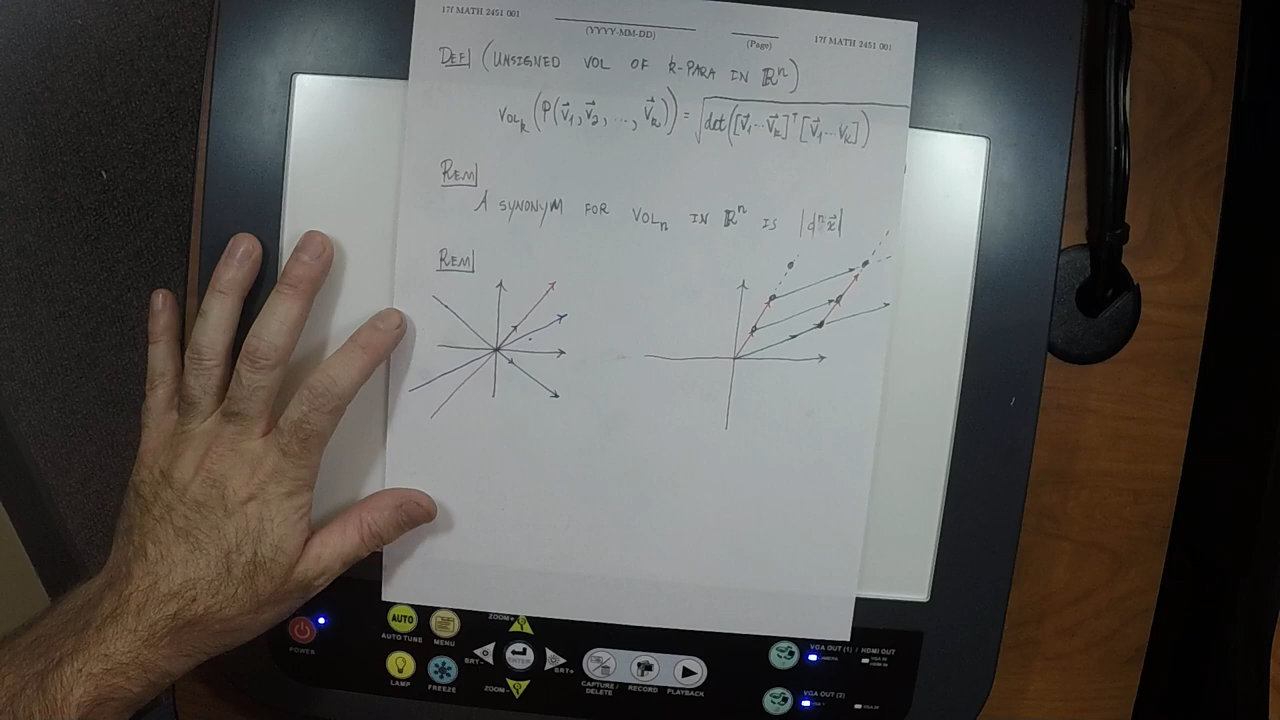 17f MATH 2451 001
(YYYY-MM-DD)
(Page)
17f MATH 2451 001
DEF (UNSIGNED VOL OF k-PARA IN ℝⁿ)
VOLₖ(P(v⃗₁, v⃗₂, ..., v⃗ₖ)) = √det([v⃗₁ ⋯ v⃗ₖ]ᵀ [v⃗₁ ⋯ vₖ])
REM
A SYNONYM FOR VOLₙ IN ℝⁿ IS |dⁿx⃗|
REM
POWER
AUTO
AUTO TUNE
MENU
LAMP
FREEZE
ZOOM+
BRT-
ENTER
BRT+
ZOOM-
CAPTURE / DELETE
RECORD
PLAYBACK
VGA OUT (1) / HDMI OUT
CAMERA
VGA OUT (2)